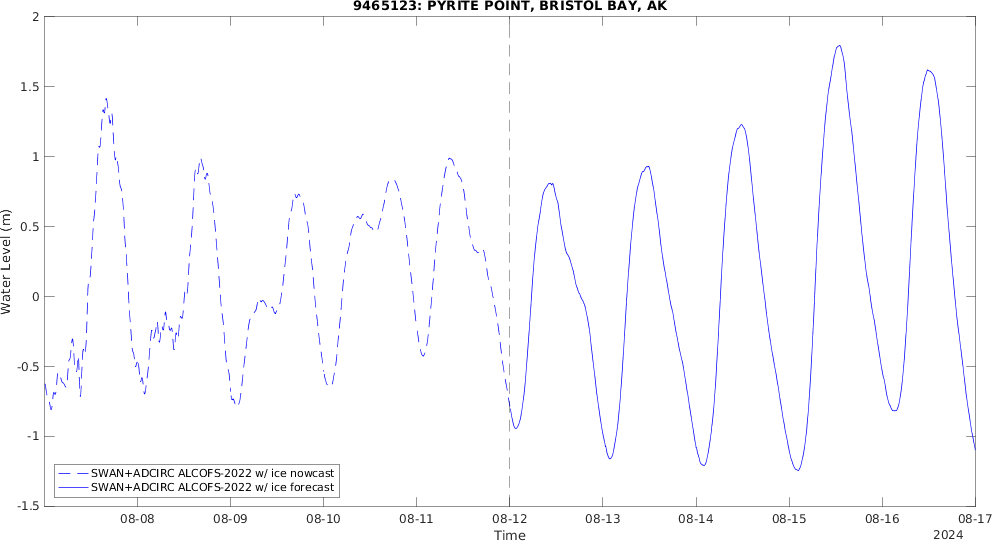 9465123: PYRITE POINT, BRISTOL BAY, AK
2
1.5
1
0.5
0
-0.5
-1
-1.5
Water Level (m)
SWAN+ADCIRC ALCOFS-2022 w/ ice nowcast
SWAN+ADCIRC ALCOFS-2022 w/ ice forecast
08-08 08-09 08-10 08-11 08-12 08-13 08-14 08-15 08-16 08-17
Time
2024